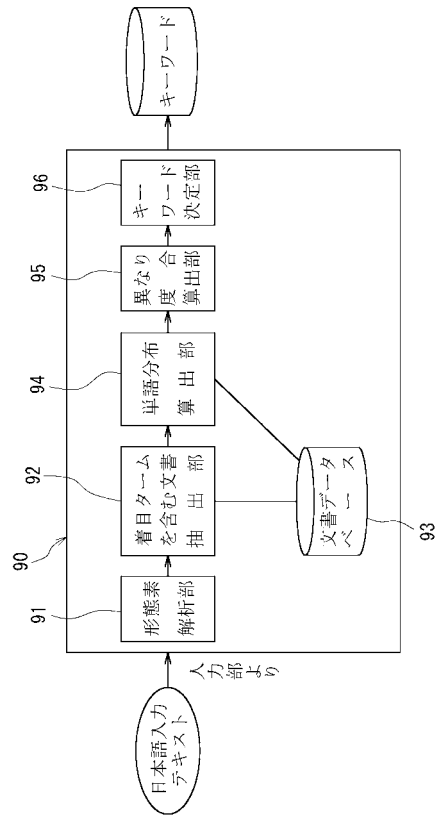 90
日本語入力
テキスト
入力部より
91
形態素
解析部
92
着目ターム
を含む文書
抽出部
93
文書データ
ベース
94
単語分布
算出部
95
異なり
度合
算出部
96
キー
ワード
決定部
キーワード